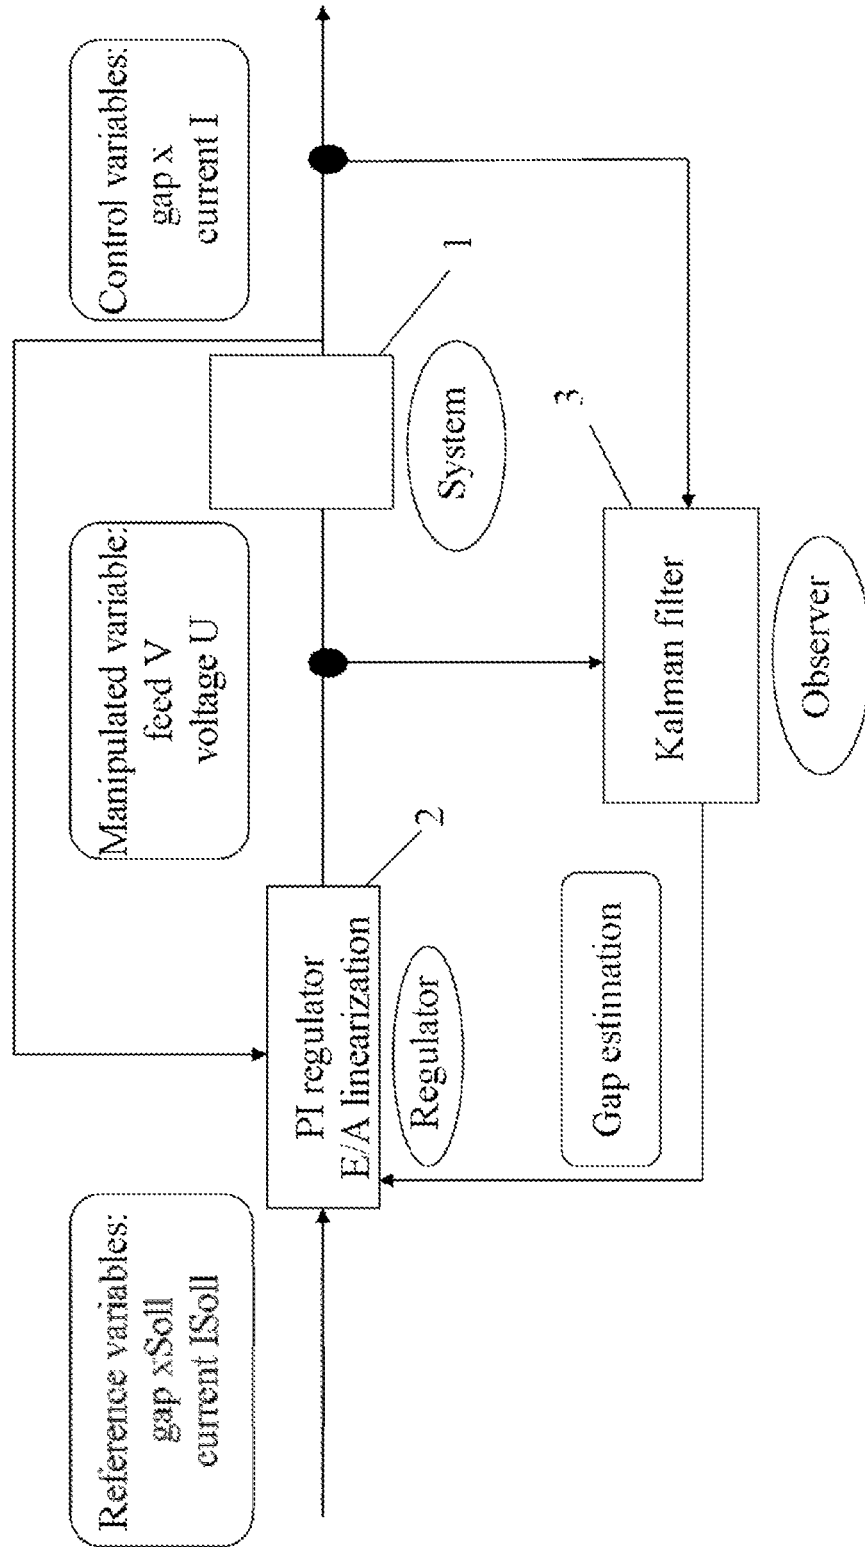 Reference variables:
gap xSoll
current ISoll
Manipulated variable:
feed V
voltage U
Control variables:
gap x
current I
PI regulator
E/A linearization
2
Regulator
1
System
Gap estimation
Kalman filter
3
Observer